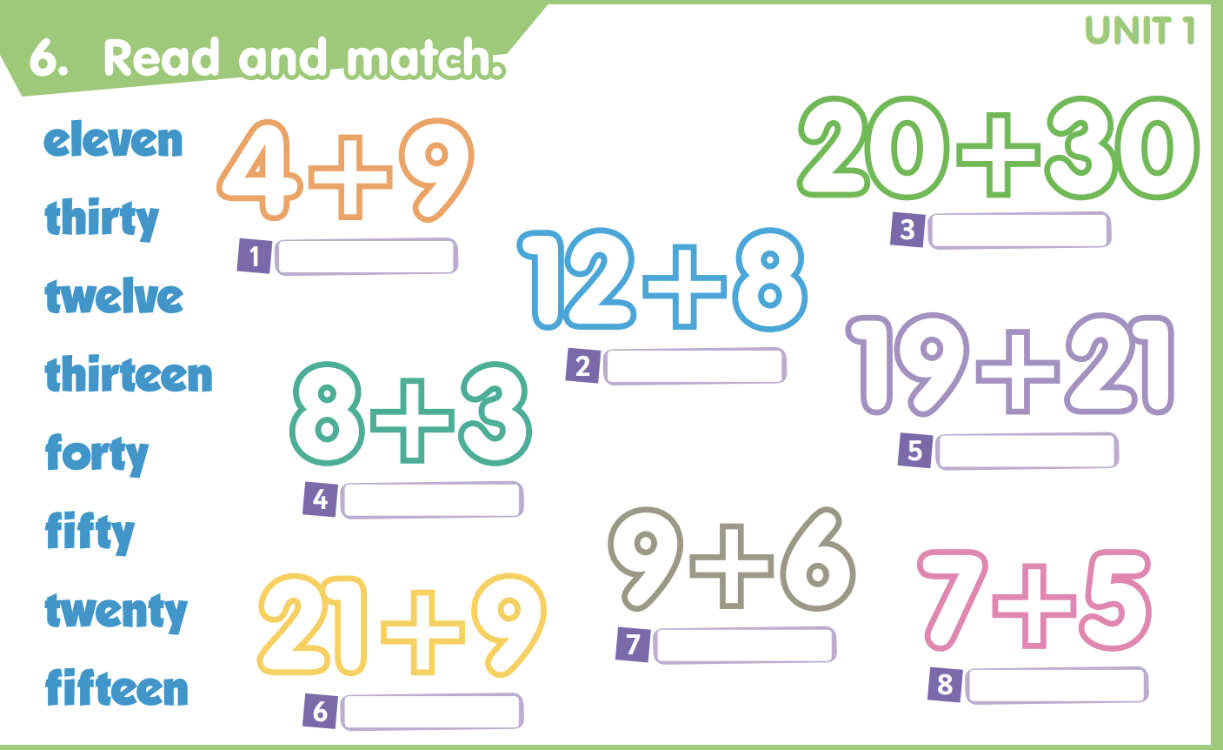 UNIT 1
6. Read and match.
eleven
thirty
twelve
thirteen
forty
fifty
twenty
fifteen
4+9
1
12+8
2
20+30
3
8+3
4
19+21
5
21+9
6
9+6
7
7+5
8